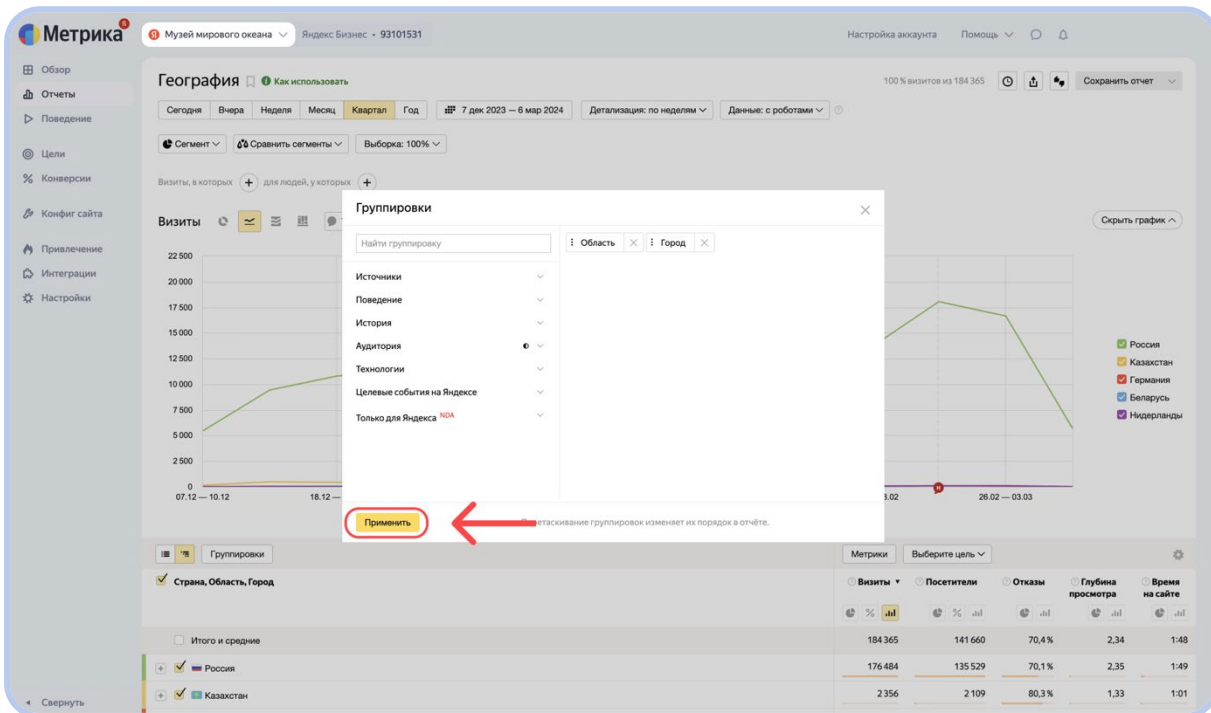 Метрика
Музей мирового океана
Яндекс Бизнес • 93101531
Настройка аккаунта
Помощь
Обзор
Отчеты
Поведение
Цели
Конверсии
Конфиг сайта
Привлечение
Интеграции
Настройки
Свернуть
География
Как использовать
100 % визитов из 184 365
Сохранить отчет
Сегодня Вчера Неделя Месяц Квартал Год
7 дек 2023 — 6 мар 2024
Детализация: по неделям
Данные: с роботами
Сегмент
Сравнить сегменты
Выборка: 100%
Визиты, в которых + для людей, у которых +
Визиты
Скрыть график
22 500
20 000
17 500
15 000
12 500
10 000
7 500
5 000
2 500
0
07.12 — 10.12
18.12 —
3.02
26.02 — 03.03
Н
Россия
Казахстан
Германия
Беларусь
Нидерланды
Группировки
Найти группировку
Источники
Поведение
История
Аудитория
Технологии
Целевые события на Яндексе
Только для Яндекса NDA
Область
Город
Применить
етаскивание группировок изменяет их порядок в отчёте.
Группировки
Метрики
Выберите цель
Страна, Область, Город
Визиты
Посетители
Отказы
Глубина просмотра
Время на сайте
Итого и средние 184 365 141 660 70,4 % 2,34 1:48
Россия 176 484 135 529 70,1 % 2,35 1:49
Казахстан 2 356 2 109 80,3 % 1,33 1:01